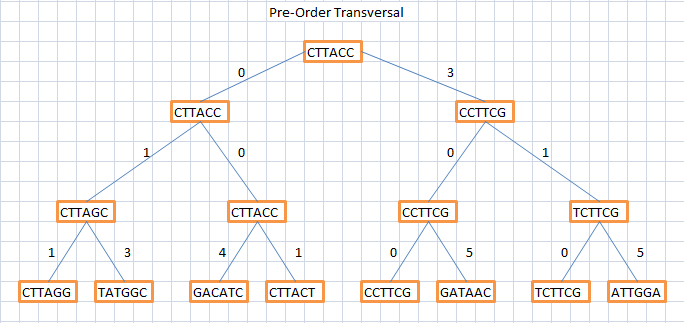 Pre-Order Transversal
CTTACC
0 3
CTTACC CCTTCG
1 0 0 1
CTTAGC CTTACC CCTTCG TCTTCG
1 3 4 1 0 5 0 5
CTTAGG TATGGC GACATC CTTACT CCTTCG GATAAC TCTTCG ATTGGA